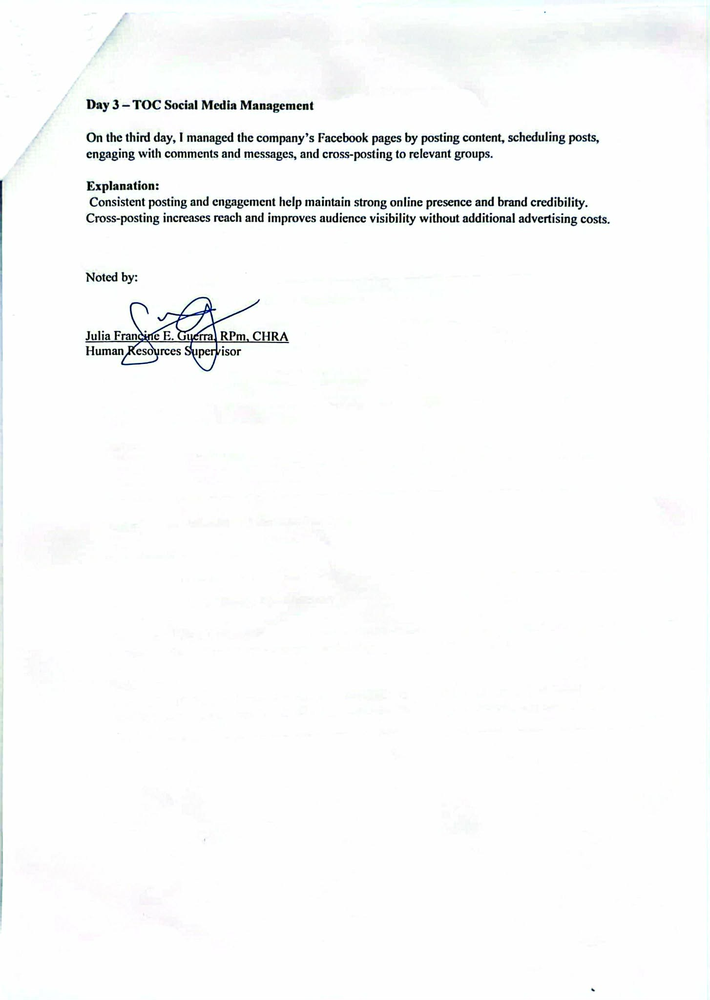 Day 3 – TOC Social Media Management
On the third day, I managed the company’s Facebook pages by posting content, scheduling posts,
engaging with comments and messages, and cross-posting to relevant groups.
Explanation:
Consistent posting and engagement help maintain strong online presence and brand credibility.
Cross-posting increases reach and improves audience visibility without additional advertising costs.
Noted by:
Julia Francine E. Guerra, RPm, CHRA
Human Resources Supervisor